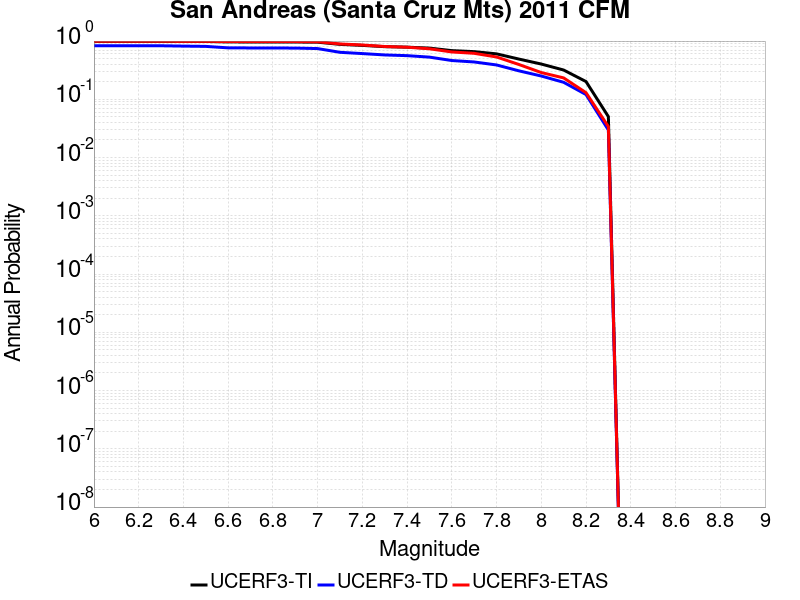 San Andreas (Santa Cruz Mts) 2011 CFM
Annual Probability
10^0
10^-1
10^-2
10^-3
10^-4
10^-5
10^-6
10^-7
10^-8
6 6.2 6.4 6.6 6.8 7 7.2 7.4 7.6 7.8 8 8.2 8.4 8.6 8.8 9
Magnitude
UCERF3-TI UCERF3-TD UCERF3-ETAS